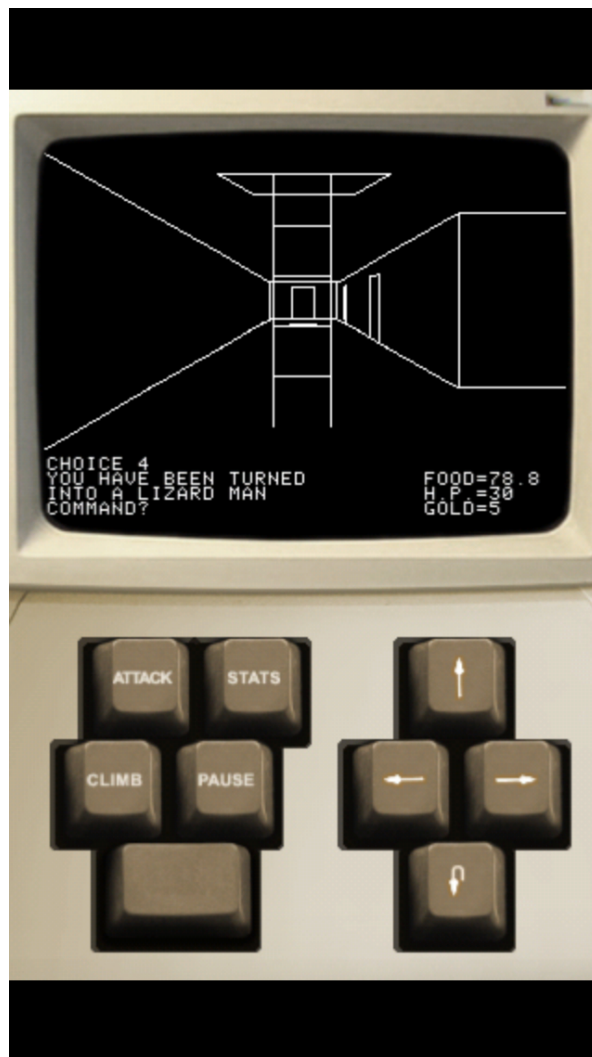 CHOICE 4
YOU HAVE BEEN TURNED
INTO A LIZARD MAN
COMMAND?
FOOD=78.8
H.P.=30
GOLD=5
ATTACK
STATS
CLIMB
PAUSE